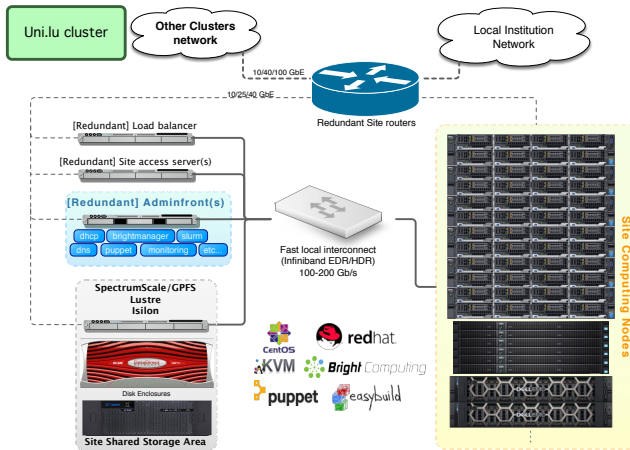 Uni.lu cluster
Other Clusters
network
Local Institution
Network
10/40/100 GbE
10/25/40 GbE
Redundant Site routers
[Redundant] Load balancer
[Redundant] Site access server(s)
[Redundant] Adminfront(s)
dhcp brightmanager slurm
dns puppet monitoring etc...
Fast local interconnect
(Infiniband EDR/HDR)
100-200 Gb/s
SpectrumScale/GPFS
Lustre
Isilon
Disk Enclosures
Site Shared Storage Area
CentOS
redhat.
KVM
Bright Computing
puppet
easybuild
Site Computing Nodes